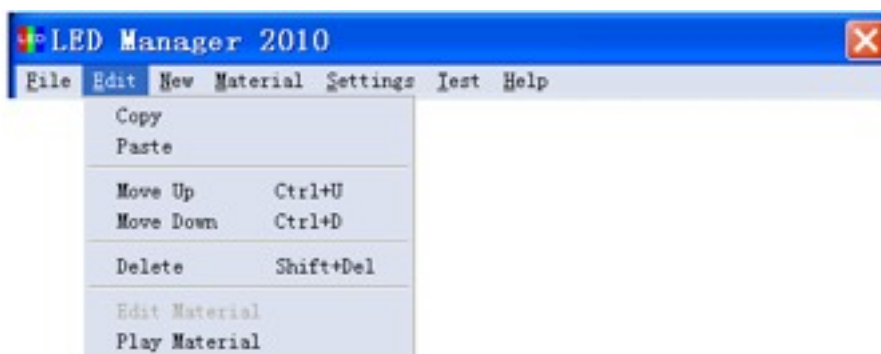 LED LED Manager 2010
File Edit New Material Settings Test Help
Copy
Paste
Move Up Ctrl+U
Move Down Ctrl+D
Delete Shift+Del
Edit Material
Play Material